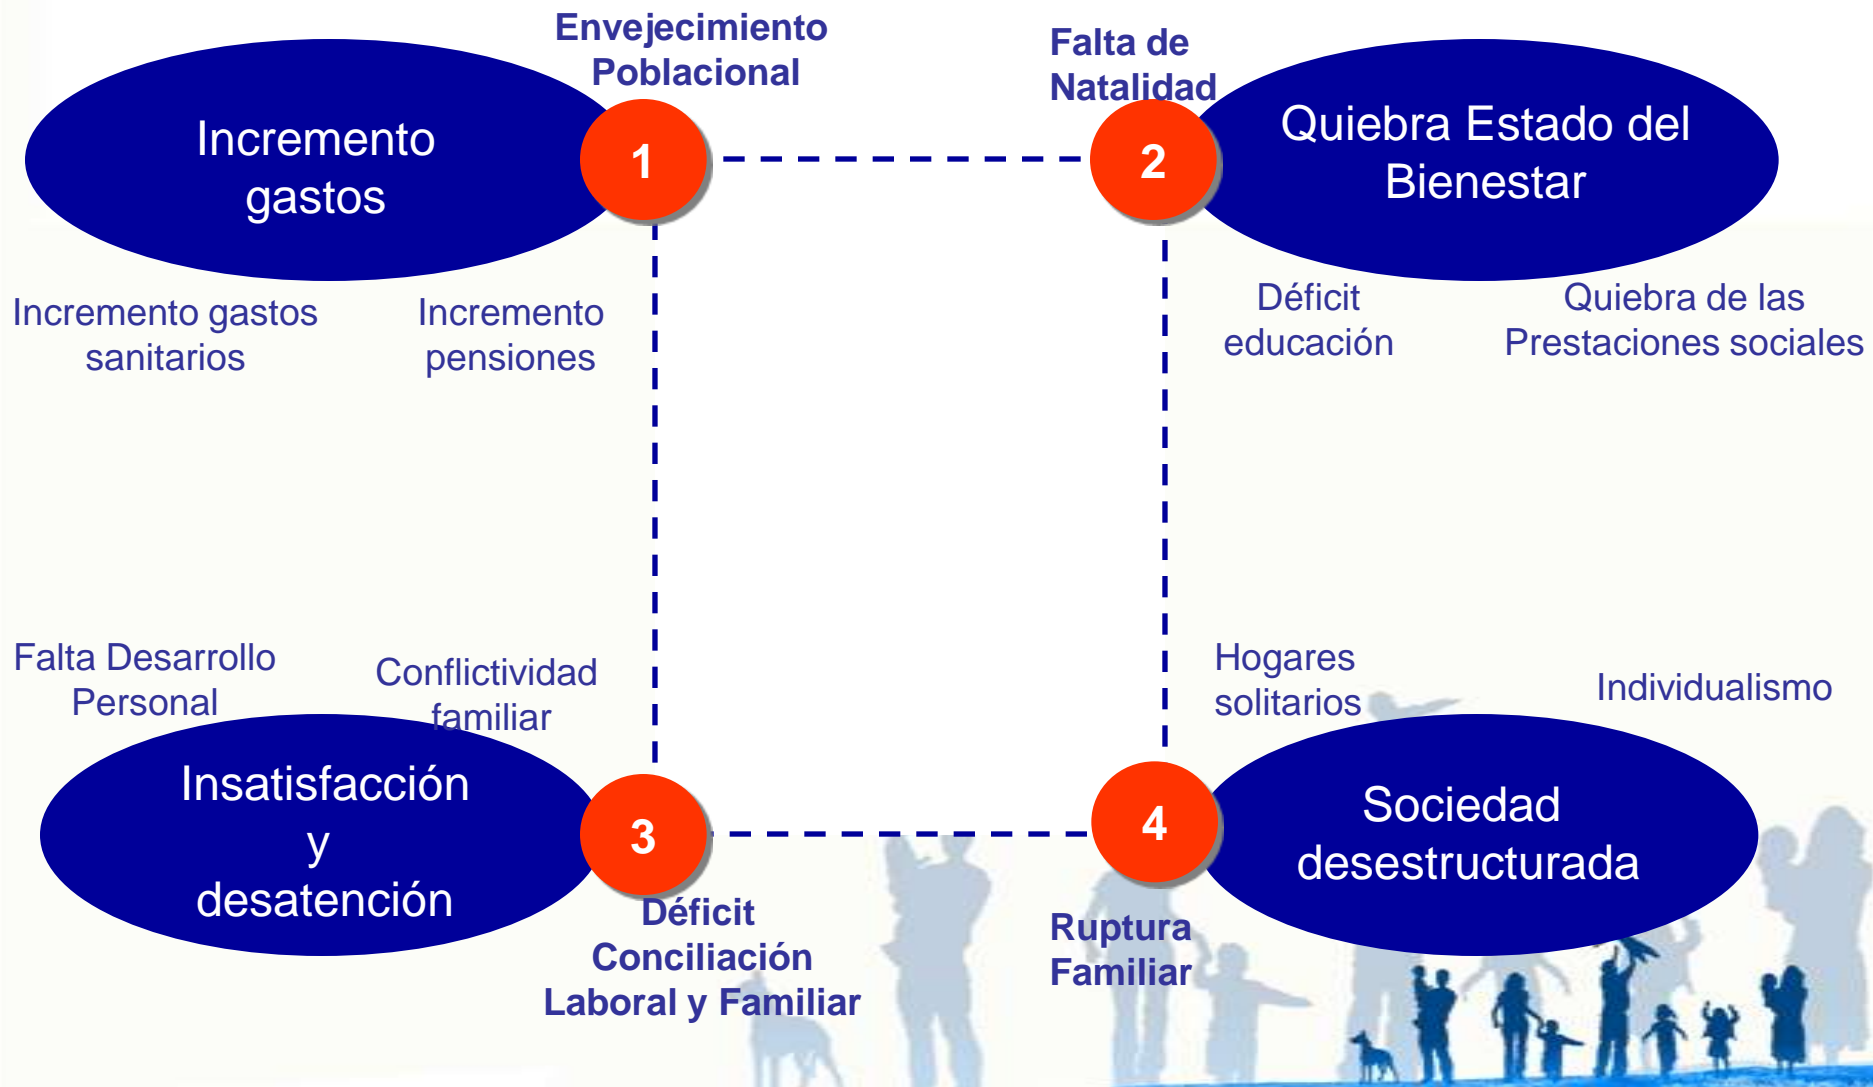 Envejecimiento
Poblacional
Falta de
Natalidad
Incremento
gastos
1
2
Quiebra Estado del
Bienestar
Incremento gastos
sanitarios
Incremento
pensiones
Déficit
educación
Quiebra de las
Prestaciones sociales
Falta Desarrollo
Personal
Conflictividad
familiar
Hogares
solitarios
Individualismo
Insatisfacción
y
desatención
3
4
Sociedad
desestructurada
Déficit
Conciliación
Laboral y Familiar
Ruptura
Familiar